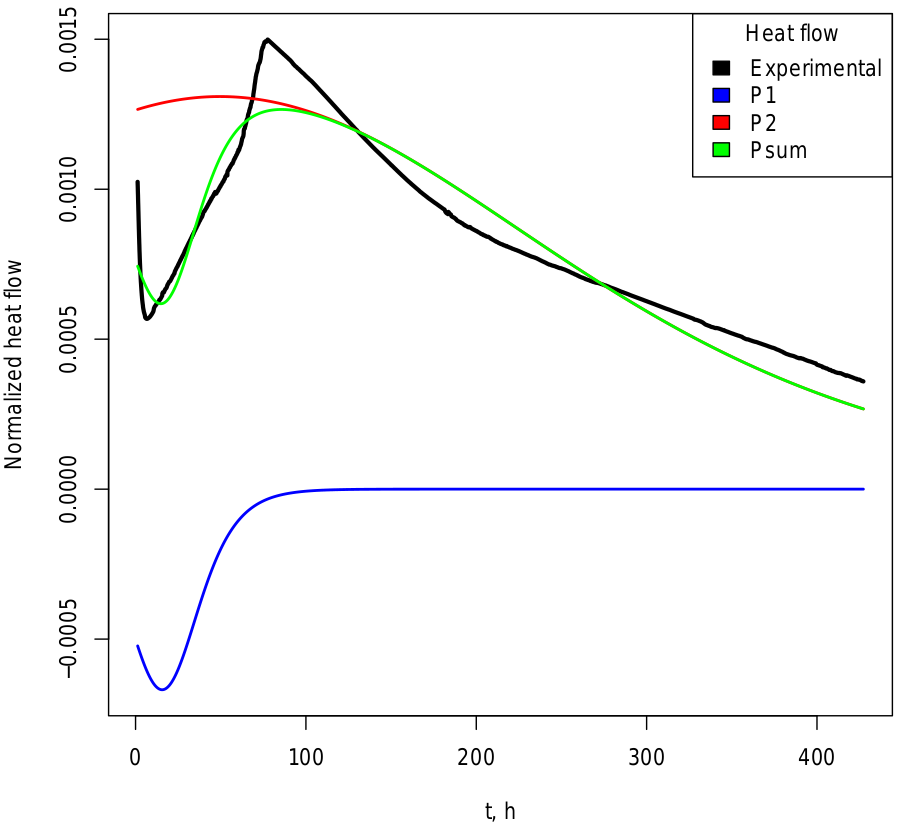 Heat flow
Experimental
P1
P2
Psum
Normalized heat flow
0.0015
0.0010
0.0005
0.0000
−0.0005
0
100
200
300
400
t, h